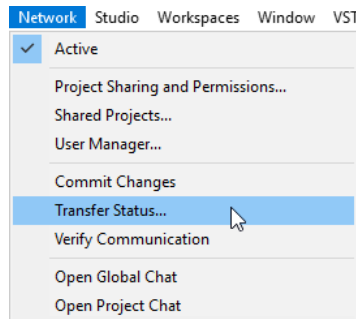 Network Studio Workspaces Window VST
Active
Project Sharing and Permissions...
Shared Projects...
User Manager...
Commit Changes
Transfer Status...
Verify Communication
Open Global Chat
Open Project Chat